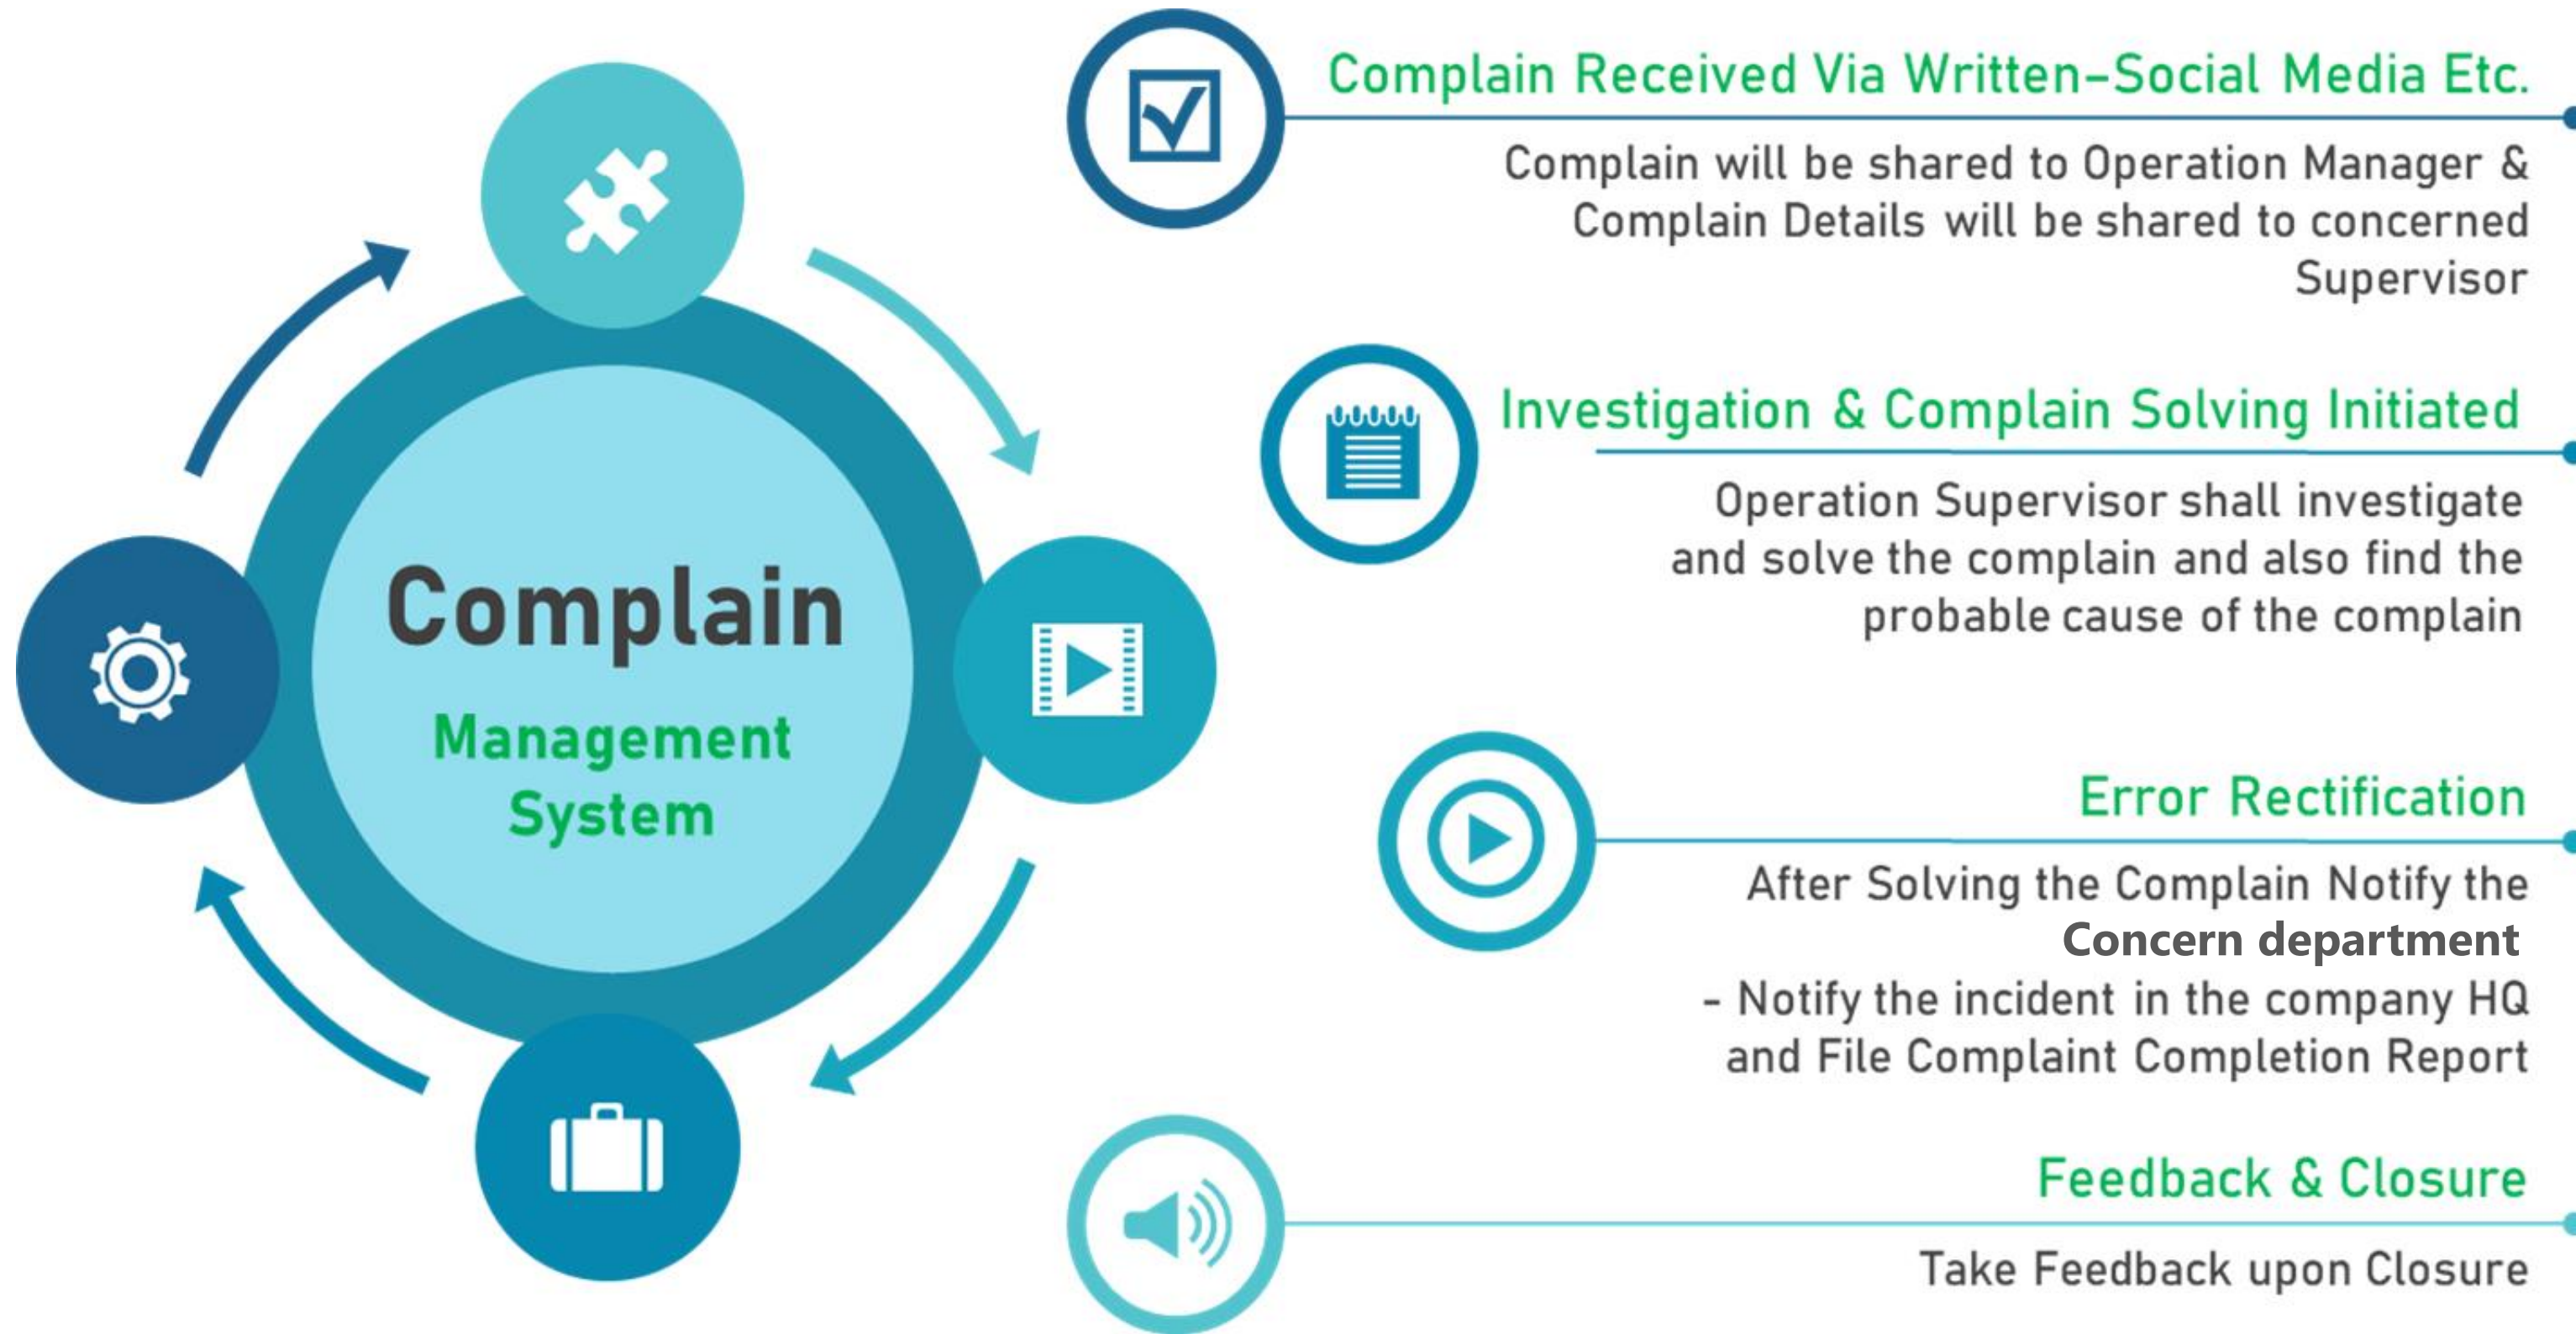 Complain
Management
System
Complain Received Via Written-Social Media Etc.
Complain will be shared to Operation Manager &
Complain Details will be shared to concerned
Supervisor
Investigation & Complain Solving Initiated
Operation Supervisor shall investigate
and solve the complain and also find the
probable cause of the complain
Error Rectification
After Solving the Complain Notify the
Concern department
- Notify the incident in the company HQ
and File Complaint Completion Report
Feedback & Closure
Take Feedback upon Closure